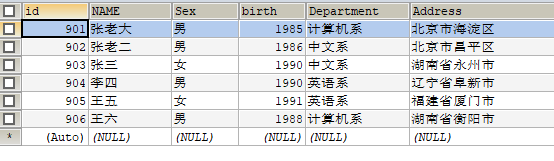 id NAME Sex birth Department Address
901 张老大 男 1985 计算机系 北京市海淀区
902 张老二 男 1986 中文系 北京市昌平区
903 张三 女 1990 中文系 湖南省永州市
904 李四 男 1990 英语系 辽宁省阜新市
905 王五 女 1991 英语系 福建省厦门市
906 王六 男 1988 计算机系 湖南省衡阳市
* (Auto) (NULL) (NULL) (NULL) (NULL) (NULL)